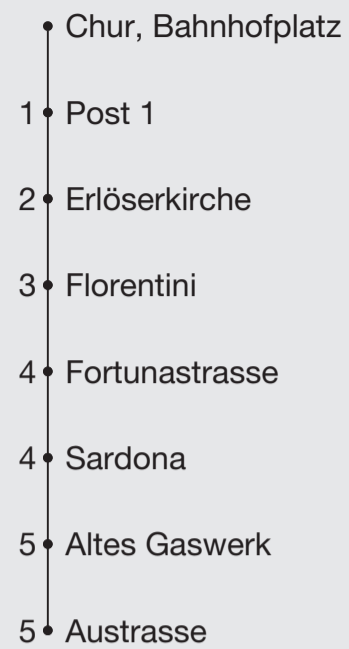 Chur, Bahnhofplatz
1 Post 1
2 Erlöserkirche
3 Florentini
4 Fortunastrasse
4 Sardona
5 Altes Gaswerk
5 Austrasse